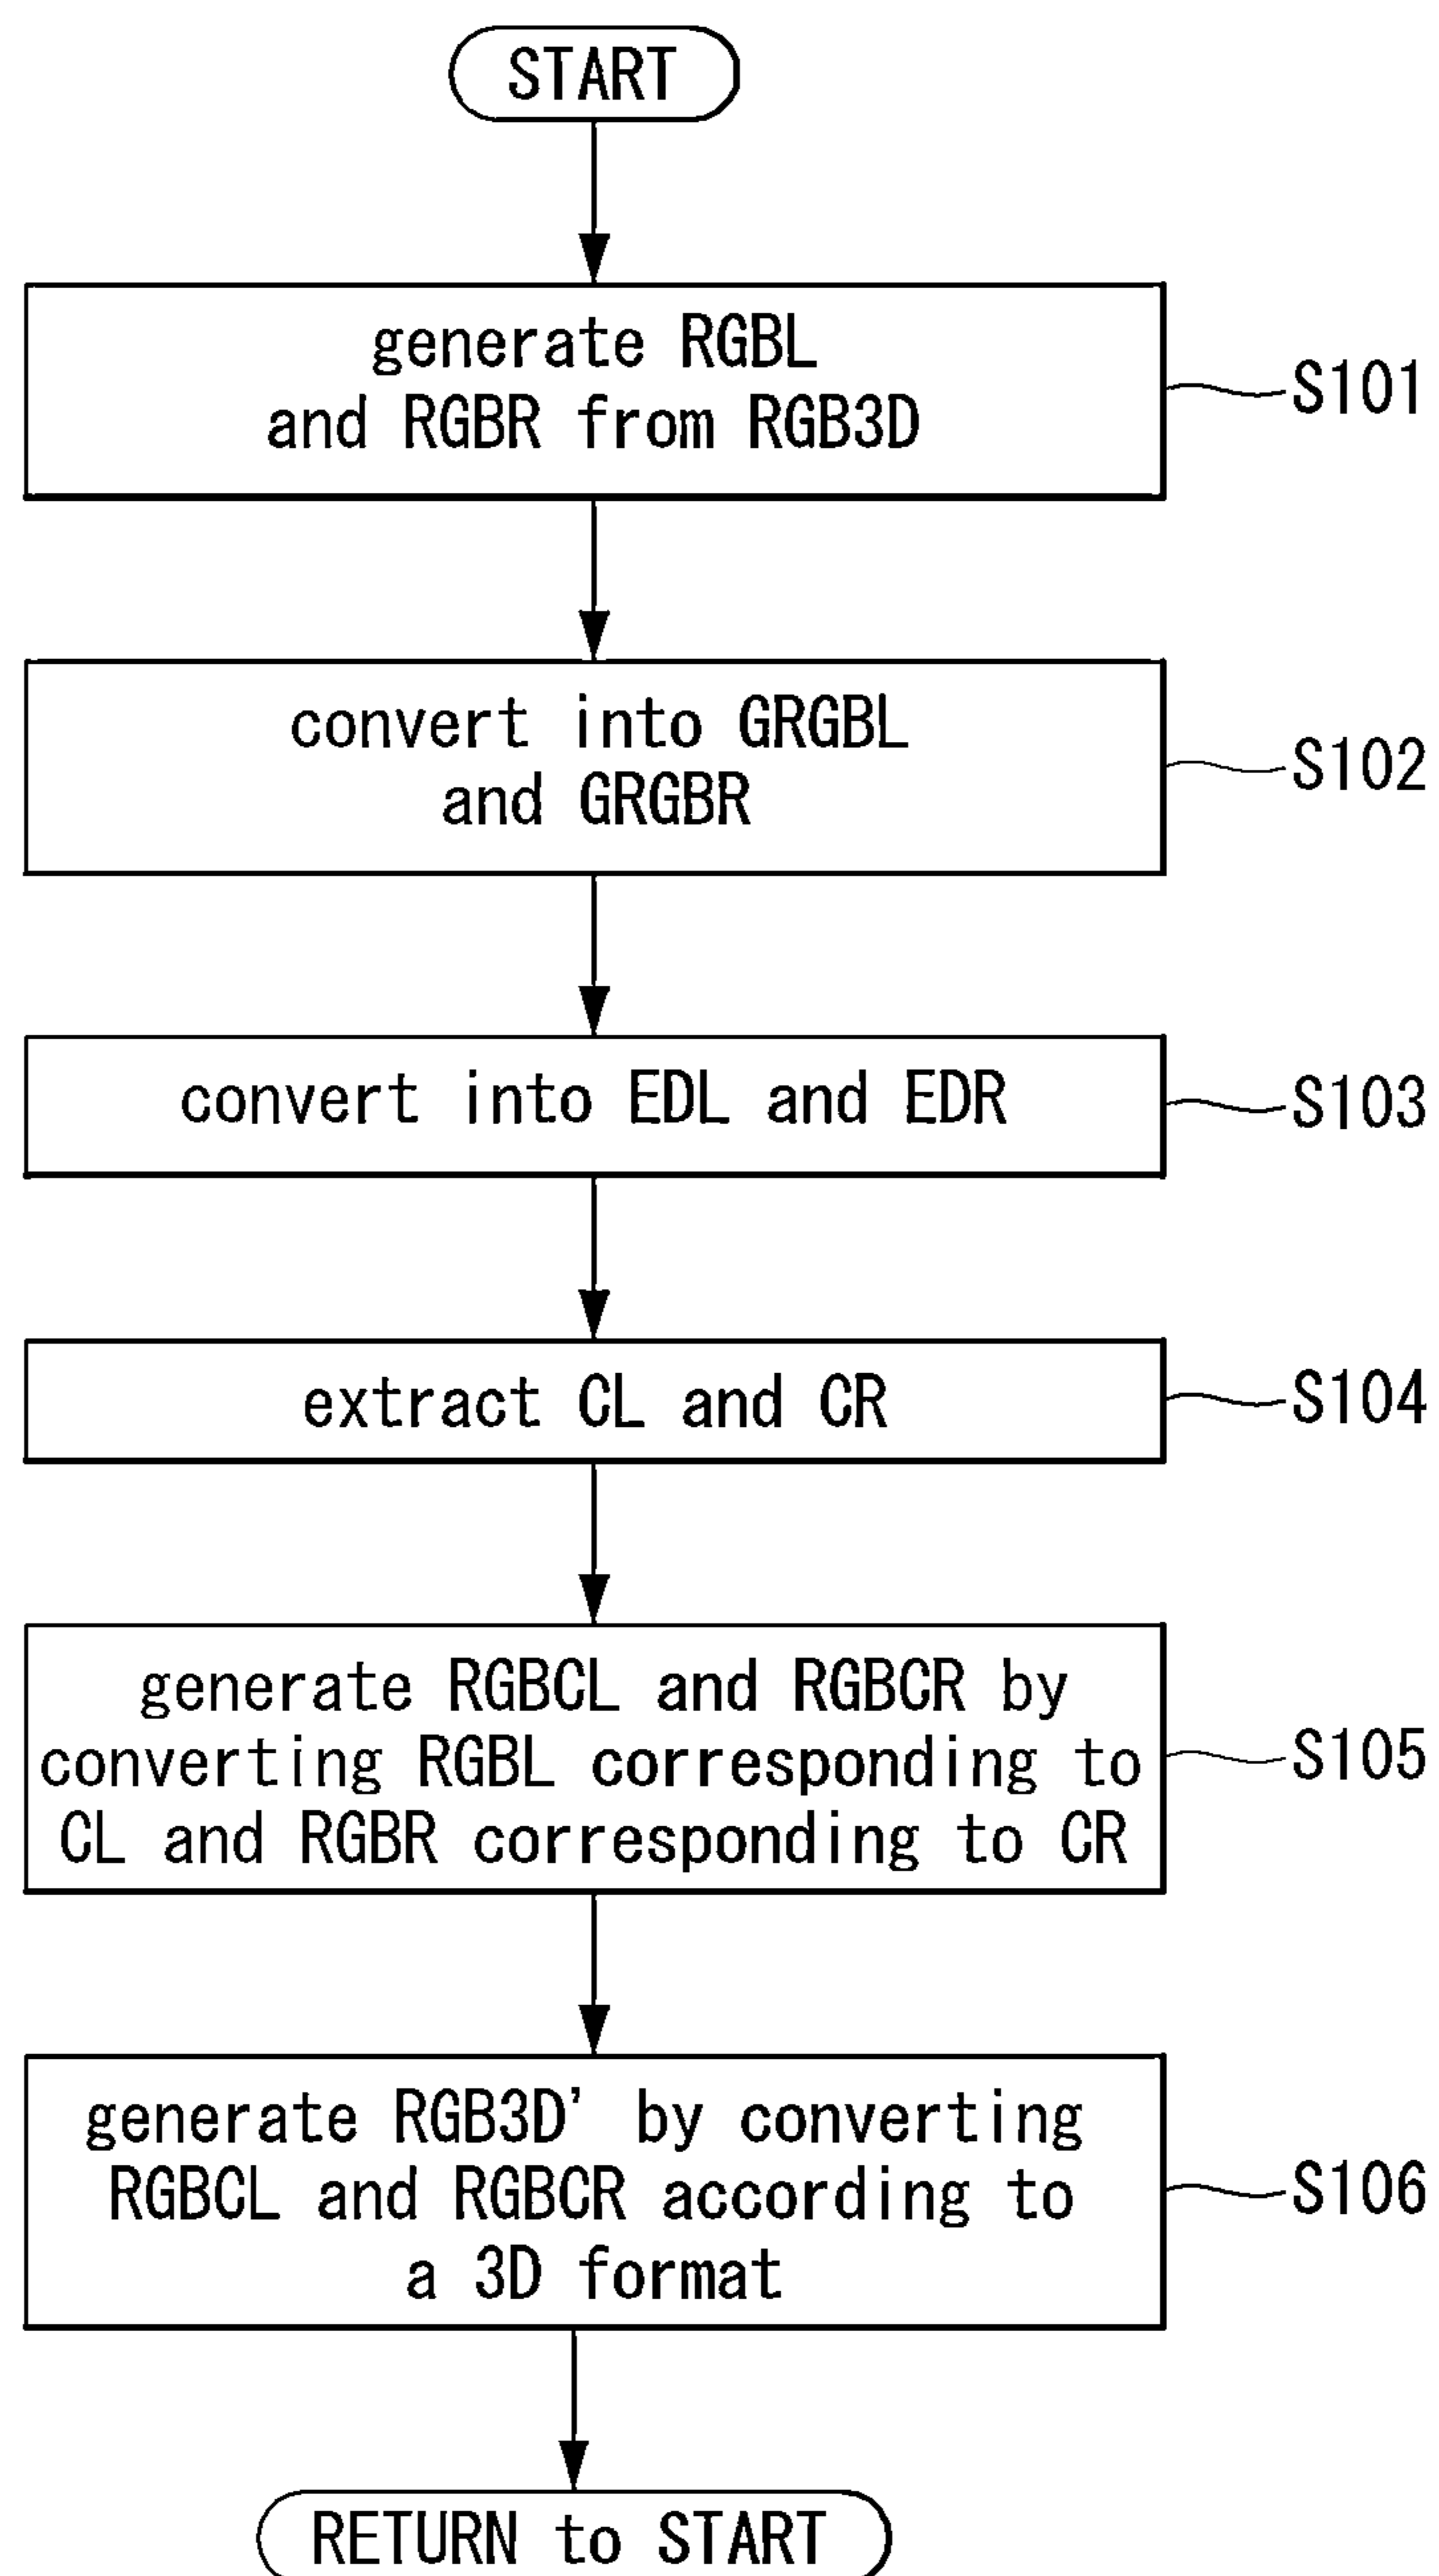 START
generate RGBL
and RGBR from RGB3D
S101
convert into GRGBL
and GRGBR
S102
convert into EDL and EDR
S103
extract CL and CR
S104
generate RGBCL and RGBCR by
converting RGBL corresponding to
CL and RGBR corresponding to CR
S105
generate RGB3D' by converting
RGBCL and RGBCR according to
a 3D format
S106
RETURN to START